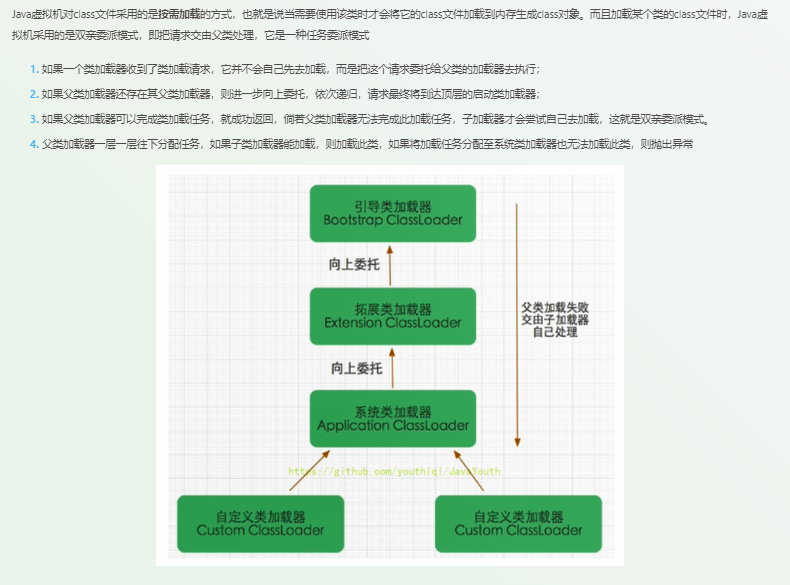 Java虚拟机对class文件采用的是按需加载的方式，也就是说当需要使用该类时才会将它的class文件加载到内存生成class对象。而且加载某个类的class文件时，Java虚
拟机采用的是双亲委派模式，即把请求交由父类处理，它是一种任务委派模式
1. 如果一个类加载器收到了类加载请求，它并不会自己先去加载，而是把这个请求委托给父类的加载器去执行；
2. 如果父类加载器还存在其父类加载器，则进一步向上委托，依次递归，请求最终将到达顶层的启动类加载器；
3. 如果父类加载器可以完成类加载任务，就成功返回，倘若父类加载器无法完成此加载任务，子加载器才会尝试自己去加载，这就是双亲委派模式。
4. 父类加载器一层一层往下分配任务，如果子类加载器能加载，则加载此类，如果将加载任务分配至系统类加载器也无法加载此类，则抛出异常
引导类加载器
Bootstrap ClassLoader
向上委托
拓展类加载器
Extension ClassLoader
父类加载失败
交由子加载器
自己处理
向上委托
系统类加载器
Application ClassLoader
https://github.com/youthlql/JavaYouth
自定义类加载器
Custom ClassLoader
自定义类加载器
Custom ClassLoader